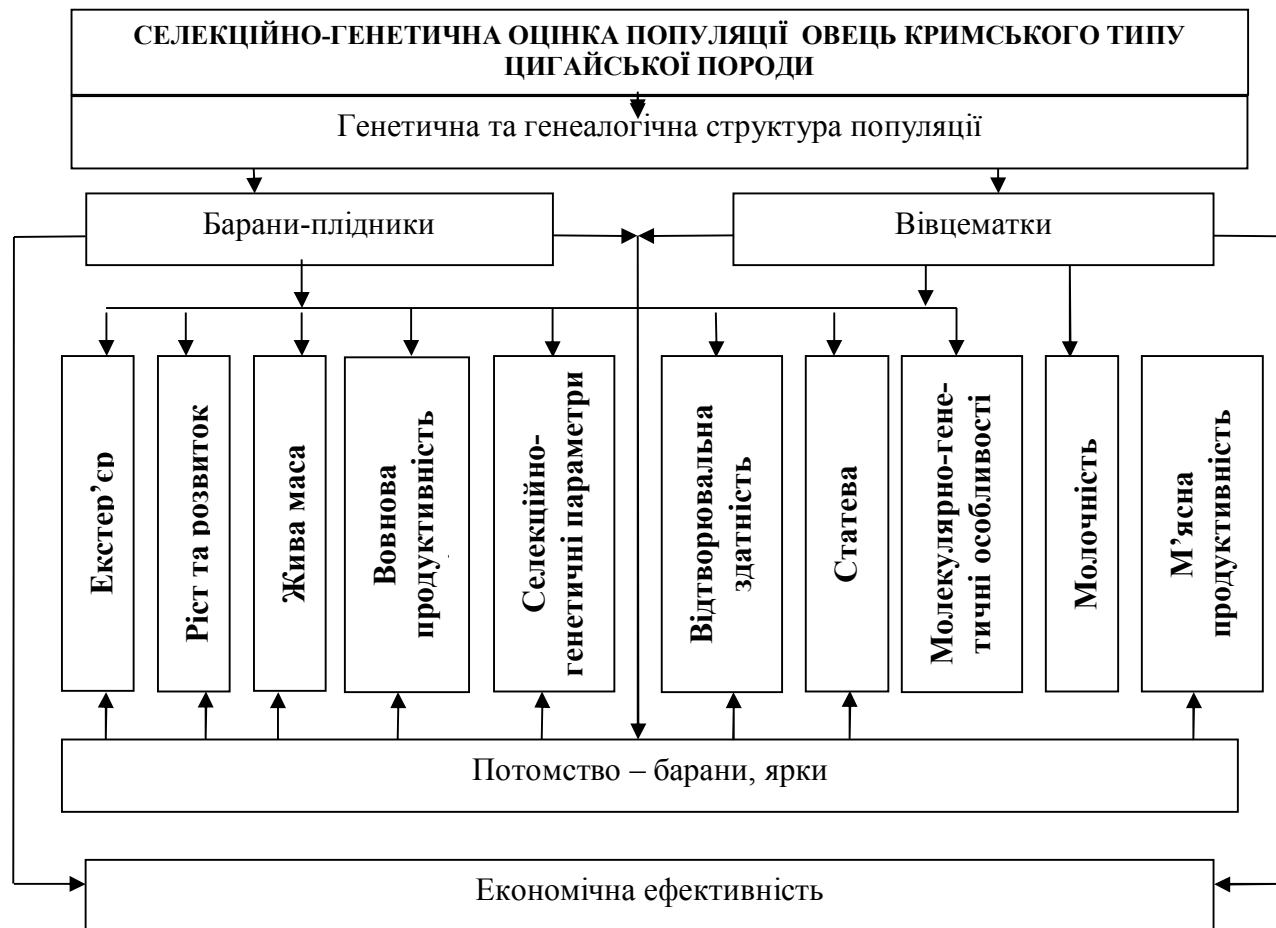 СЕЛЕКЦІЙНО-ГЕНЕТИЧНА ОЦІНКА ПОПУЛЯЦІЇ ОВЕЦЬ КРИМСЬКОГО ТИПУ
ЦИГАЙСЬКОЇ ПОРОДИ
Генетична та генеалогічна структура популяції
Барани-плідники
Вівцематки
Екстер’єр
Ріст та розвиток
Жива маса
Вовнова
продуктивність
Селекційно-
генетичні параметри
Відтворювальна
здатність
Статева
Молекулярно-гене-
тичні особливості
Молочність
М’ясна
продуктивність
Потомство – барани, ярки
Економічна ефективність